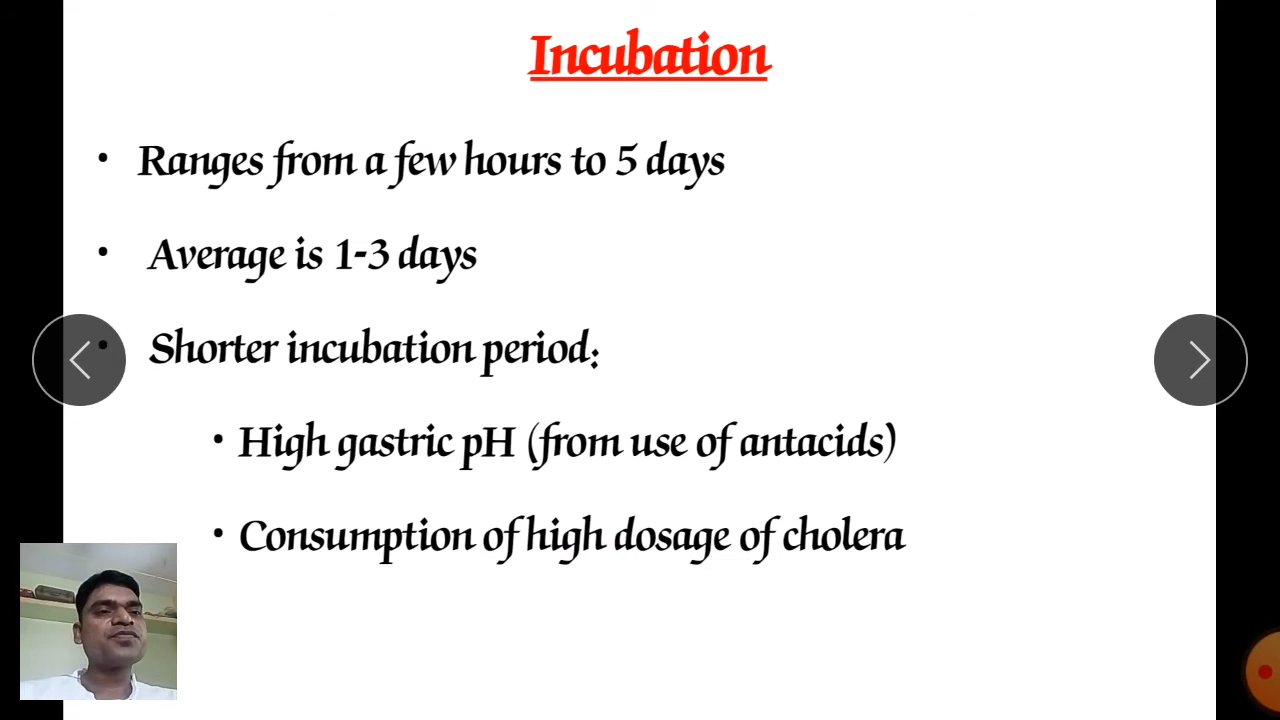 Incubation
• Ranges from a few hours to 5 days
• Average is 1-3 days
• Shorter incubation period:
• High gastric pH (from use of antacids)
• Consumption of high dosage of cholera